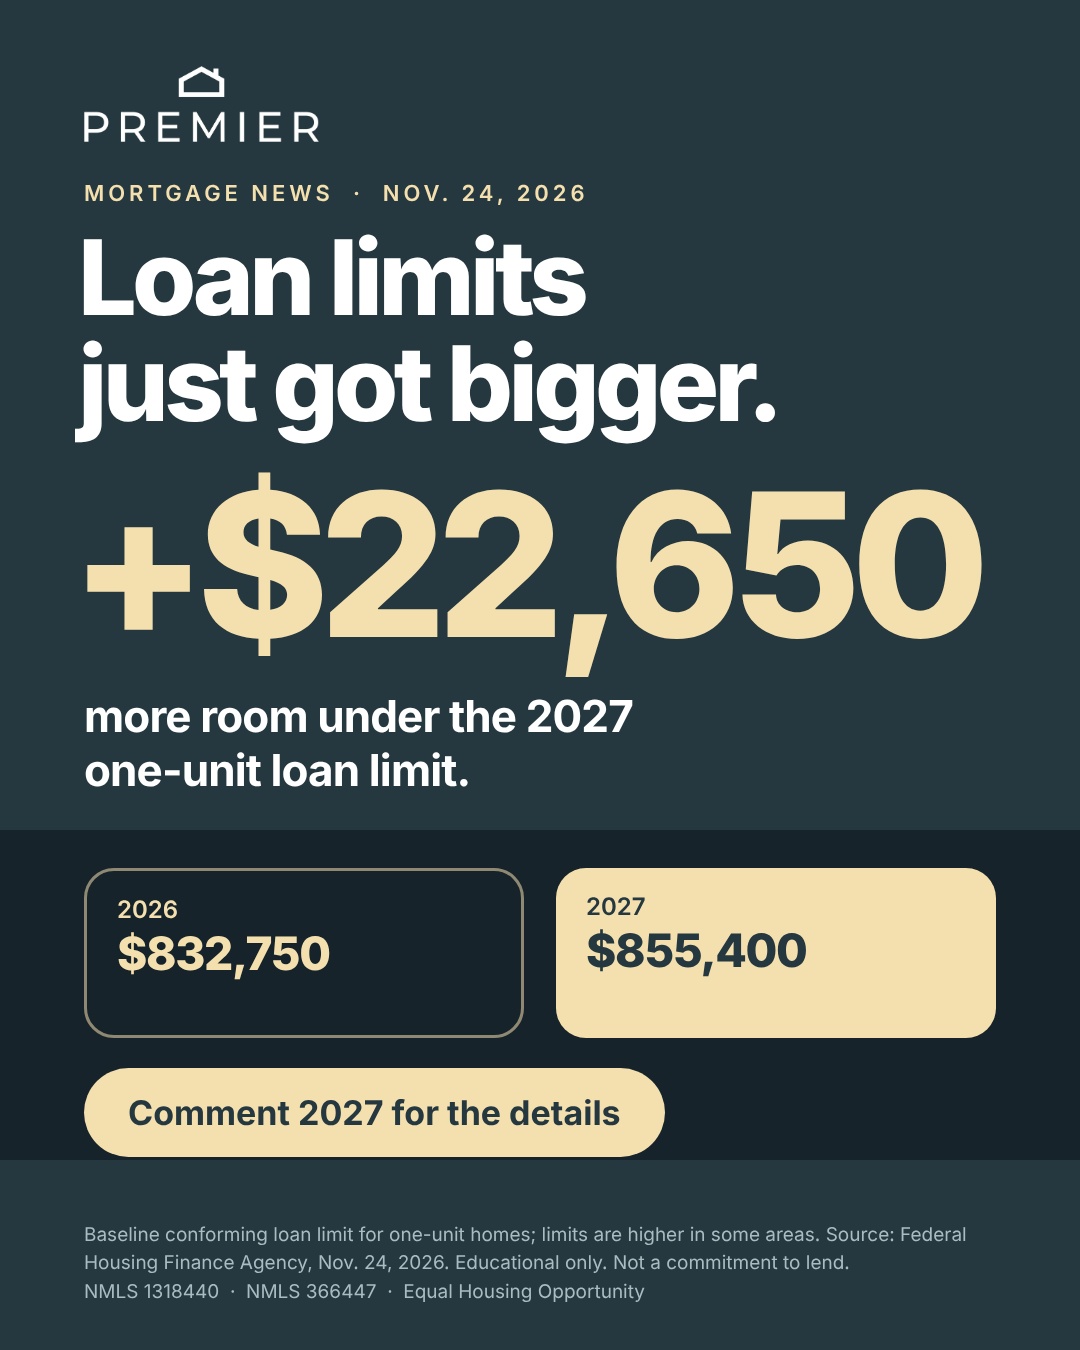 PREMIER
MORTGAGE NEWS · NOV. 24, 2026
Loan limits
just got bigger.
+$22,650
more room under the 2027
one-unit loan limit.
2026
$832,750
2027
$855,400
Comment 2027 for the details
Baseline conforming loan limit for one-unit homes; limits are higher in some areas. Source: Federal
Housing Finance Agency, Nov. 24, 2026. Educational only. Not a commitment to lend.
NMLS 1318440 · NMLS 366447 · Equal Housing Opportunity